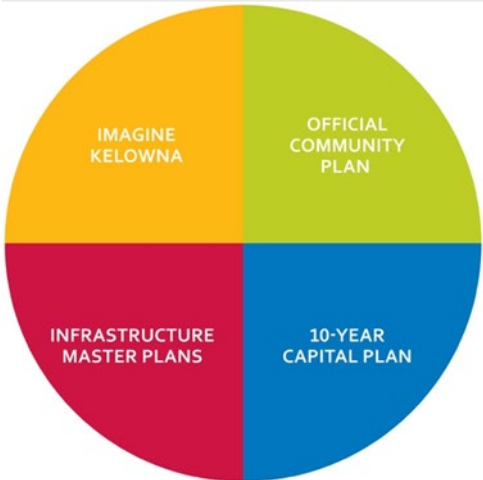 IMAGINE
KELOWNA
OFFICIAL
COMMUNITY
PLAN
INFRASTRUCTURE
MASTER PLANS
10-YEAR
CAPITAL PLAN